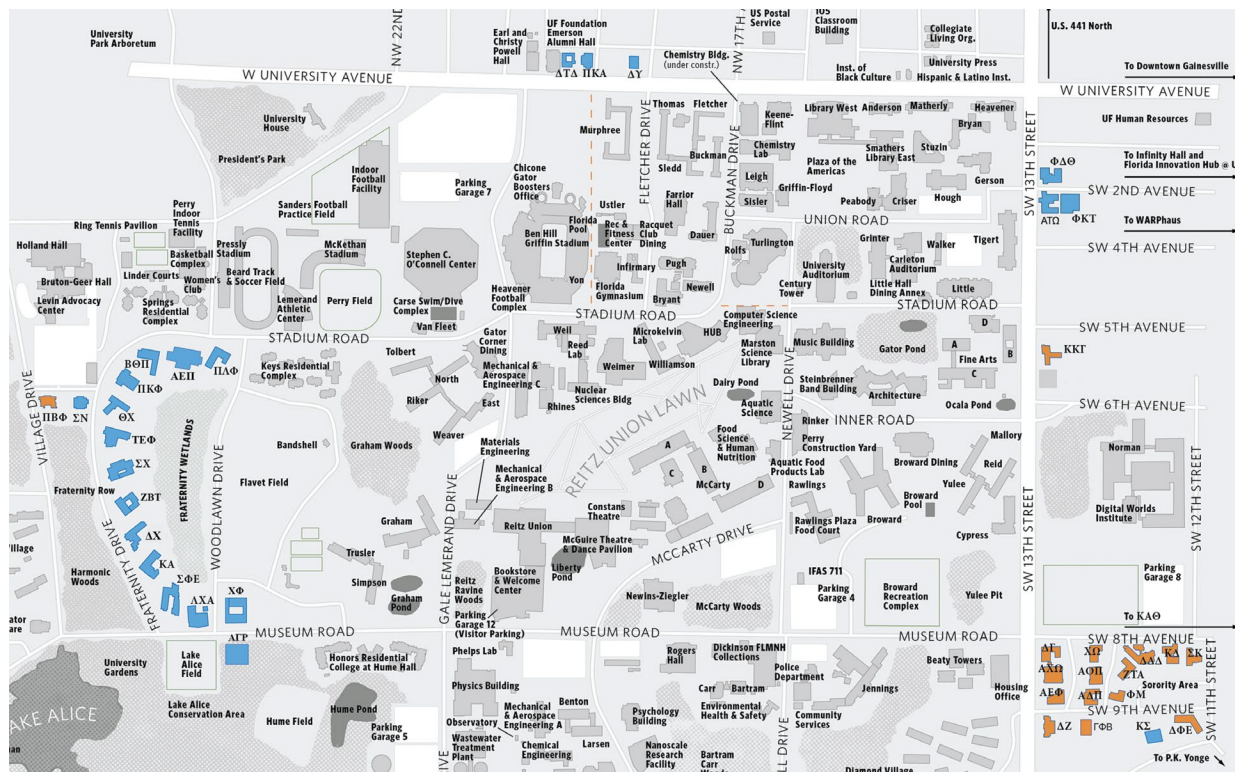 University
Park Arboretum
NW 22ND
Earl and
Christy
Powell
Hall
UF Foundation
Emerson
Alumni Hall
ΔΤΔ
ΠΚΑ
ΔΥ
Chemistry Bldg.
(under constr.)
NW 17TH
US Postal
Service
105
Classroom
Building
Collegiate
Living Org.
U.S. 441 North
To Downtown Gainesville
Inst. of
Black Culture
University Press
Hispanic & Latino Inst.
W UNIVERSITY AVENUE
W UNIVERSITY AVENUE
University
House
President's Park
Indoor
Football
Facility
Sanders Football
Practice Field
Parking
Garage 7
Chicone
Gator
Boosters
Office
Murphree
Thomas
Fletcher
FLETCHER DRIVE
Sledd
Buckman
BUCKMAN DRIVE
Keene-
Flint
Chemistry
Lab
Leigh
Sisler
Library West
Anderson
Matherly
Heavener
Bryan
Smathers
Library East
Stuzin
Plaza of the
Americas
Griffin-Floyd
Peabody
Criser
Hough
Gerson
SW 13TH STREET
UF Human Resources
To Infinity Hall and
Florida Innovation Hub @ U
ΦΔΘ
SW 2ND AVENUE
ΑΤΩ
ΦΚΤ
To WARPhaus
SW 4TH AVENUE
Ring Tennis Pavilion
Perry
Indoor
Tennis
Facility
Holland Hall
Bruton-Geer Hall
Levin Advocacy
Center
Linder Courts
Basketball
Complex
Women's
Club
Springs
Residential
Complex
Pressly
Stadium
Beard Track
& Soccer Field
McKethan
Stadium
Lemerand
Athletic
Center
Perry Field
Stephen C.
O'Connell Center
Carse Swim/Dive
Complex
Van Fleet
Ben Hill
Griffin Stadium
Florida
Pool
Yon
Heavener
Football
Complex
Ustler
Rec &
Fitness
Center
Infirmary
Florida
Gymnasium
Farrior
Hall
Racquet
Club
Dining
Dauer
Pugh
Newell
Bryant
UNION ROAD
Rolfs
Turlington
University
Auditorium
Century
Tower
Grinter
Walker
Tigert
Carleton
Auditorium
Little Hall
Dining Annex
Little
STADIUM ROAD
STADIUM ROAD
STADIUM ROAD
SW 5TH AVENUE
Tolbert
North
Riker
East
Weaver
Gator
Corner
Dining
Mechanical &
Aerospace
Engineering C
Weil
Reed
Lab
Weimer
Rhines
Nuclear
Sciences Bldg
Microkelvin
Lab
Williamson
HUB
Computer Science
Engineering
Marston
Science
Library
Music Building
Gator Pond
D
A
B
Fine Arts
C
Steinbrenner
Band Building
Architecture
Ocala Pond
ΚΚΓ
SW 6TH AVENUE
ΒΘΠ
ΑΕΠ
ΠΛΦ
ΠΚΦ
Keys Residential
Complex
VILLAGE DRIVE
ΠΒΦ
ΣΝ
ΘΧ
ΤΕΦ
ΣΧ
ΖΒΤ
ΔΧ
ΚΑ
ΣΦΕ
ΛΧΑ
ΧΦ
ΑΓΡ
Fraternity Row
FRATERNITY DRIVE
FRATERNITY WETLANDS
WOODLAWN DRIVE
Bandshell
Graham Woods
Flavet Field
Materials
Engineering
Mechanical
& Aerospace
Engineering B
REITZ UNION LAWN
Dairy Pond
Aquatic
Science
NEWELL DRIVE
Rinker
INNER ROAD
Perry
Construction Yard
Food
Science
& Human
Nutrition
Aquatic Food
Products Lab
A
B
C
D
McCarty
Rawlings
Rawlings Plaza
Food Court
Broward Dining
Broward
Broward
Pool
Mallory
Reid
Yulee
Cypress
Norman
Digital Worlds
Institute
SW 12TH STREET
Village
Harmonic
Woods
Graham
Trusler
Simpson
Graham
Pond
GALE LEMERAND DRIVE
Reitz Union
Constans
Theatre
McGuire Theatre
& Dance Pavilion
Liberty
Pond
Bookstore
& Welcome
Center
Reitz
Ravine
Woods
Parking
Garage 12
(Visitor Parking)
MCCARTY DRIVE
Newins-Ziegler
McCarty Woods
IFAS 711
Parking
Garage 4
Broward
Recreation
Complex
Yulee Pit
SW 13TH STREET
Parking
Garage 8
To ΚΑΘ
MUSEUM ROAD
MUSEUM ROAD
MUSEUM ROAD
SW 8TH AVENUE
University
Gardens
Lake
Alice
Field
Lake Alice
Conservation Area
LAKE ALICE
Honors Residential
College at Hume Hall
Hume Field
Hume Pond
Parking
Garage 5
Phelps Lab
Physics Building
Observatory
Wastewater
Treatment
Plant
Mechanical
& Aerospace
Engineering A
Chemical
Engineering
Benton
Larsen
Rogers
Hall
Dickinson FLMNH
Collections
Carr
Bartram
Environmental
Health & Safety
Psychology
Building
Nanoscale
Research
Facility
Bartram
Carr
Police
Department
Community
Services
Jennings
Beaty Towers
Housing
Office
Diamond Village
ΔΓ
ΧΩ
ΔΔΔ
ΚΔ
ΣΚ
ΑΧΩ
ΑΟΠ
ΖΤΑ
Sorority Area
ΑΕΦ
ΑΔΠ
ΦΜ
SW 9TH AVENUE
ΔΖ
ΓΦΒ
ΚΣ
ΔΦΕ
SW 11TH STREET
To P.K. Yonge